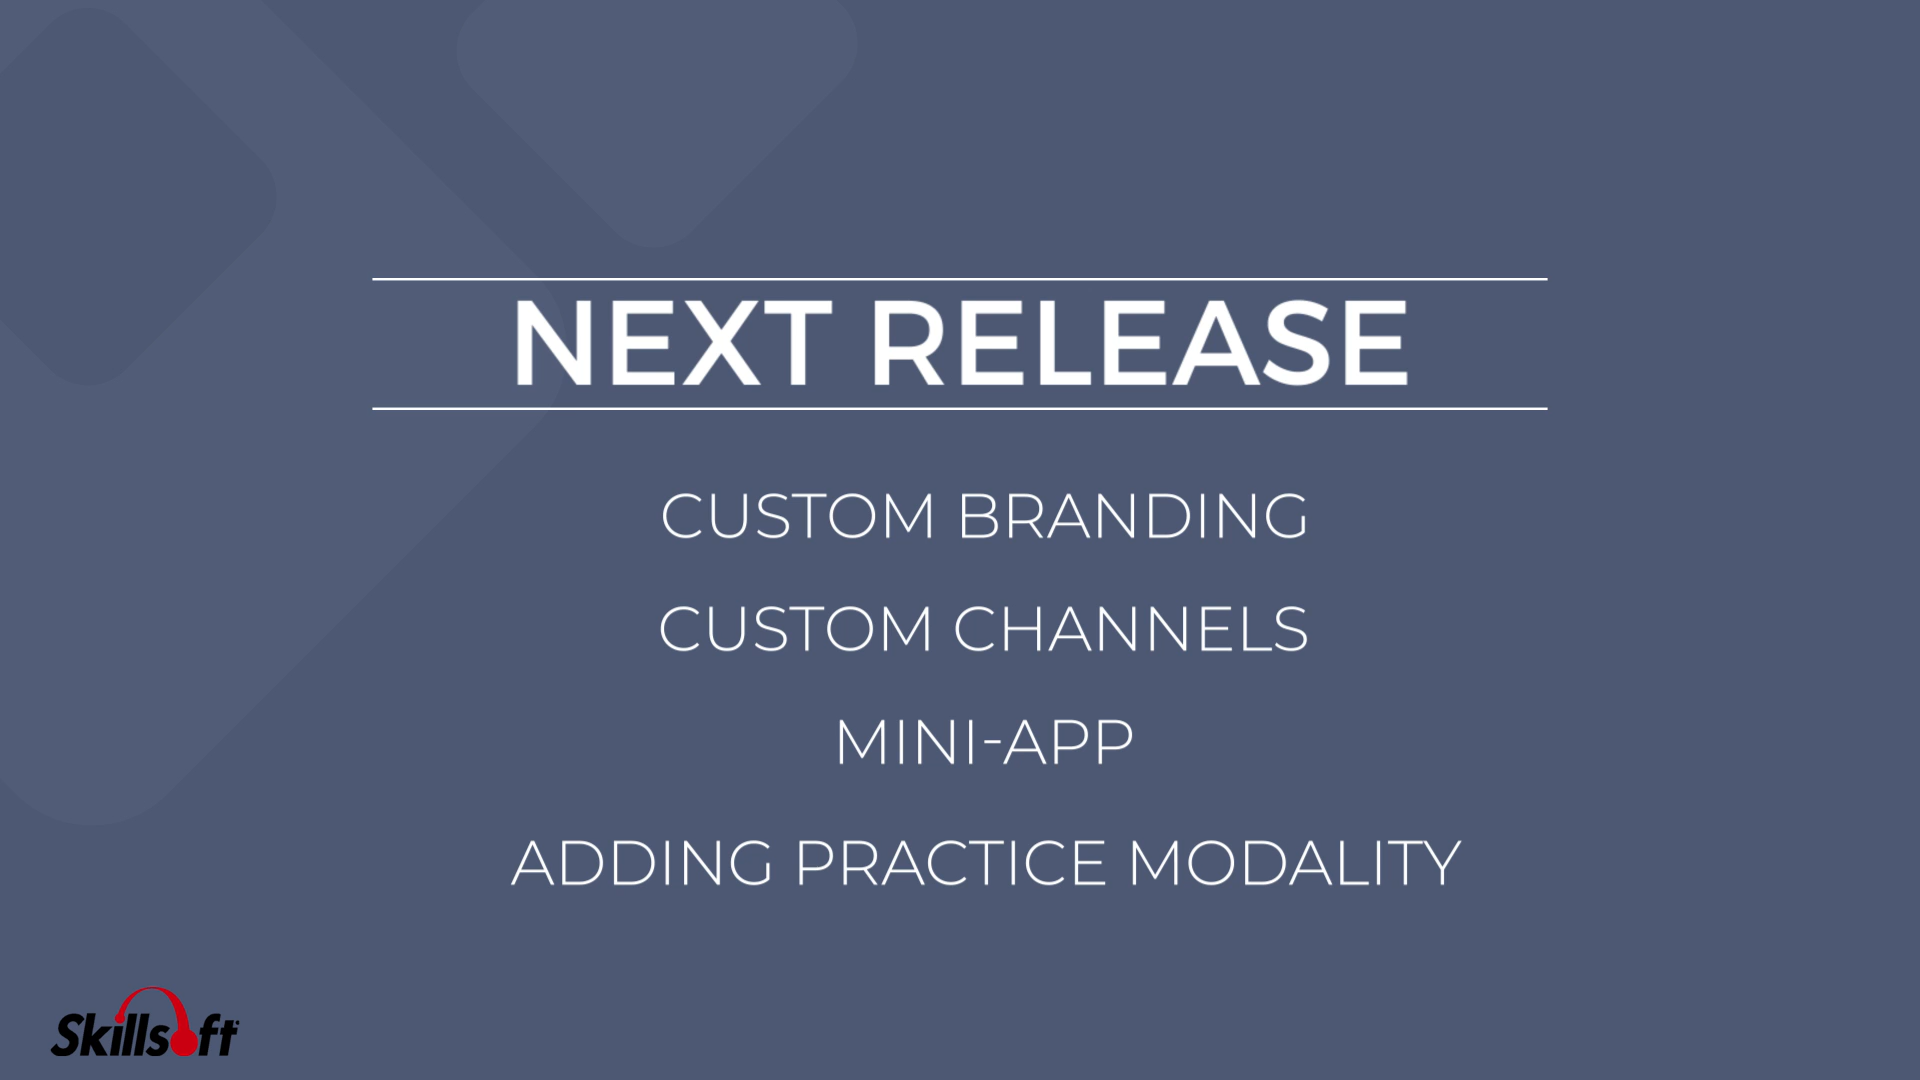 NEXT RELEASE
CUSTOM BRANDING
CUSTOM CHANNELS
MINI-APP
ADDING PRACTICE MODALITY
Skillsoft